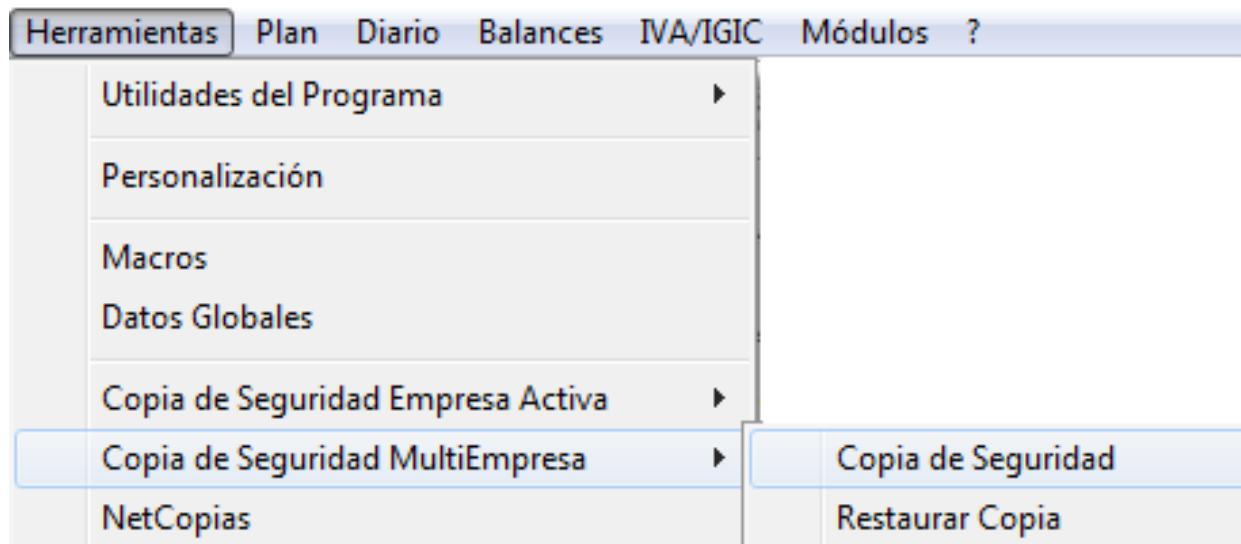 Herramientas Plan Diario Balances IVA/IGIC Módulos ?
Utilidades del Programa
Personalización
Macros
Datos Globales
Copia de Seguridad Empresa Activa
Copia de Seguridad MultiEmpresa Copia de Seguridad
NetCopias Restaurar Copia